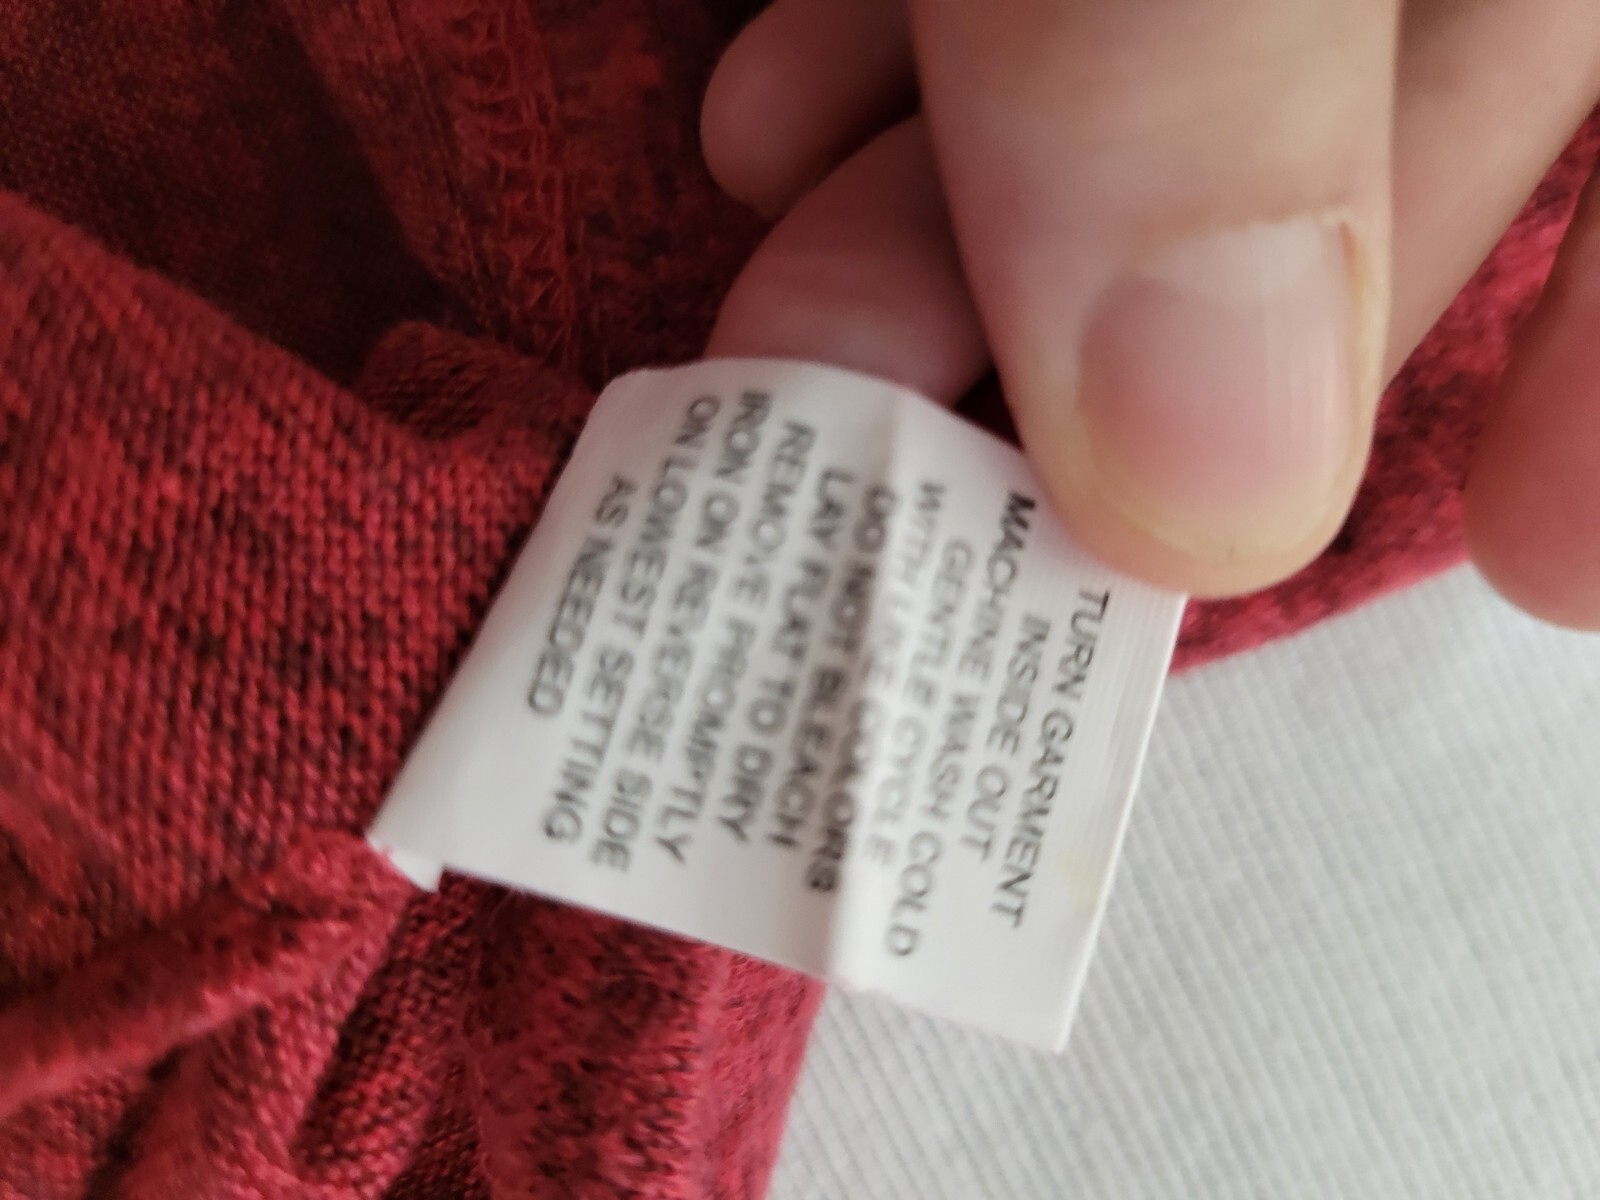 TURN GARMENT
INSIDE OUT
MACHINE WASH COLD
GENTLE CYCLE
WITH LIKE COLORS
DO NOT BLEACH
LAY FLAT TO DRY
REMOVE PROMPTLY
IRON ON REVERSE SIDE
ON LOWEST SETTING
AS NEEDED